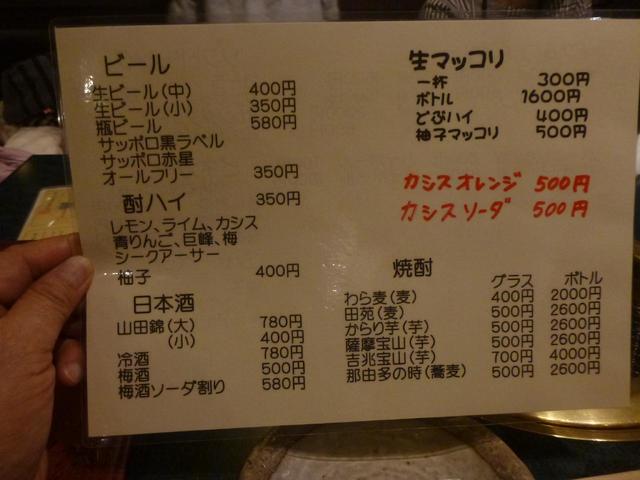 ビール
生ビール(中) 400円
生ビール(小) 350円
瓶ビール 580円
サッポロ黒ラベル
サッポロ赤星
オールフリー 350円
酎ハイ 350円
レモン、ライム、カシス
青りんご、巨峰、梅
シークアーサー
柚子 400円
日本酒
山田錦(大) 780円
(小) 400円
冷酒 780円
梅酒 500円
梅酒ソーダ割り 580円
生マッコリ
一杯 300円
ボトル 1600円
どぶハイ 400円
柚子マッコリ 500円
カシスオレンジ 500円
カシスソーダ 500円
焼酎 グラス ボトル
わら麦(麦) 400円 2000円
田苑(麦) 500円 2600円
からり芋(芋) 500円 2600円
薩摩宝山(芋) 500円 2600円
吉兆宝山(芋) 700円 4000円
那由多の時(蕎麦) 500円 2600円